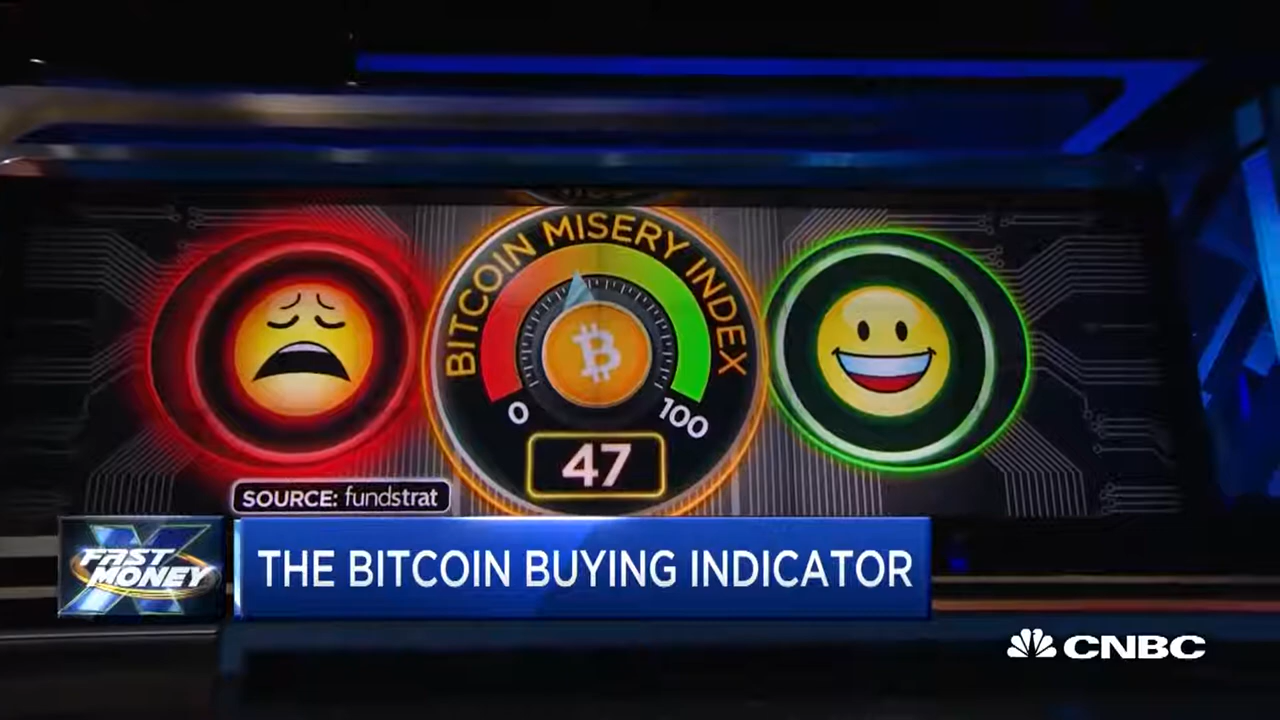 BITCOIN MISERY INDEX
0
100
47
SOURCE: fundstrat
FAST MONEY
THE BITCOIN BUYING INDICATOR
CNBC